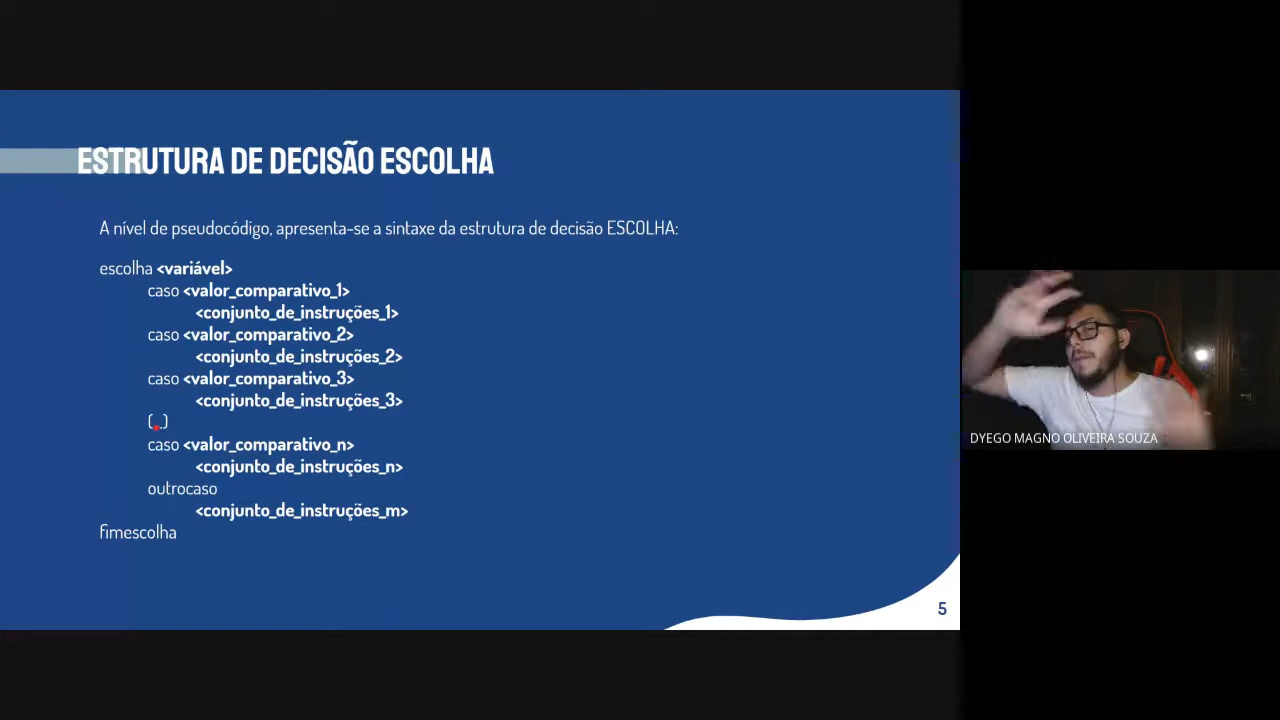 ESTRUTURA DE DECISÃO ESCOLHA
A nível de pseudocódigo, apresenta-se a sintaxe da estrutura de decisão ESCOLHA:
escolha <variável>
caso <valor_comparativo_1>
<conjunto_de_instruções_1>
caso <valor_comparativo_2>
<conjunto_de_instruções_2>
caso <valor_comparativo_3>
<conjunto_de_instruções_3>
(...)
caso <valor_comparativo_n>
<conjunto_de_instruções_n>
outrocaso
<conjunto_de_instruções_m>
fimescolha
5
DYEGO MAGNO OLIVEIRA SOUZA